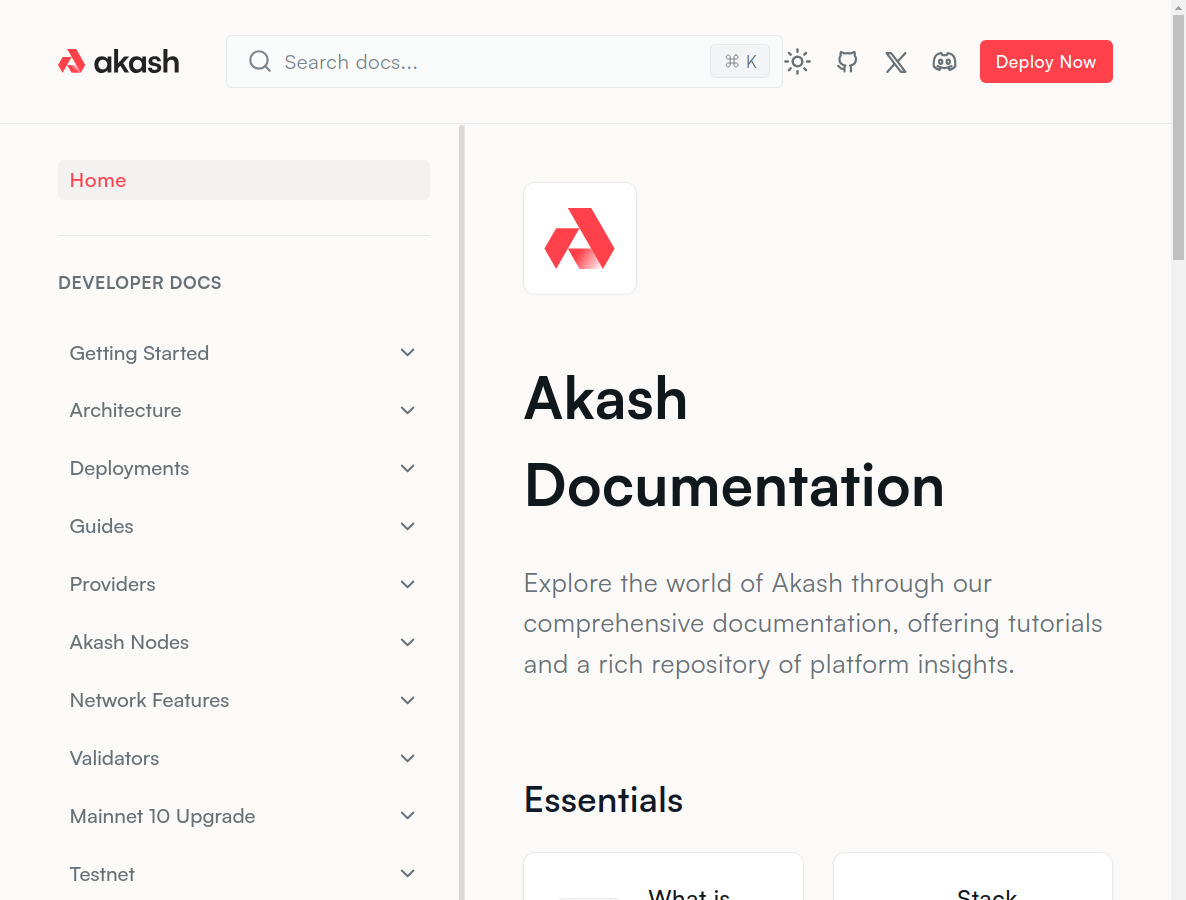 akash
Search docs...
⌘ K
Deploy Now
Home
DEVELOPER DOCS
Getting Started
Architecture
Deployments
Guides
Providers
Akash Nodes
Network Features
Validators
Mainnet 10 Upgrade
Testnet
Akash
Documentation
Explore the world of Akash through our
comprehensive documentation, offering tutorials
and a rich repository of platform insights.
Essentials
What is
Stack